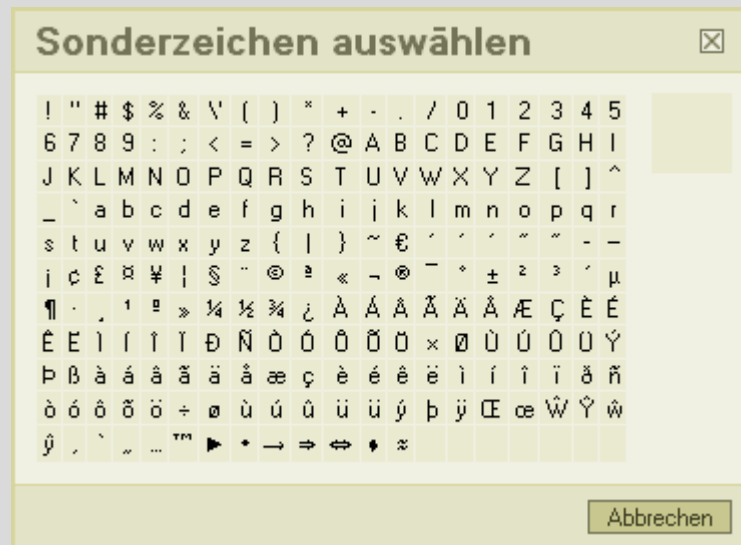 Sonderzeichen auswählen
! " # $ % & \' ( ) * + - . / 0 1 2 3 4 5
6 7 8 9 : ; < = > ? @ A B C D E F G H I
J K L M N O P Q R S T U V W X Y Z [ ] ^
_ ` a b c d e f g h i j k l m n o p q r
s t u v w x y z { | } ~ € ´ ´ ´ ˝ ˝ - –
¡ ¢ £ ¤ ¥ ¦ § ¨ © ª « ¬ ® ¯ ° ± ² ³ ´ µ
¶ · ¸ ¹ º » ¼ ½ ¾ ¿ À Á Â Ã Ä Å Æ Ç È É
Ê Ë Ì Í Î Ï Ð Ñ Ò Ó Ô Õ Ö × Ø Ù Ú Û Ü Ý
Þ ß à á â ã ä å æ ç è é ê ë ì í î ï ð ñ
ò ó ô õ ö ÷ ø ù ú û ü ü ý þ ÿ Œ œ Ŵ Ŷ ŵ
ŷ ‚ ` „ … ™ ► • → ⇒ ⇔ ♦ ≈
Abbrechen